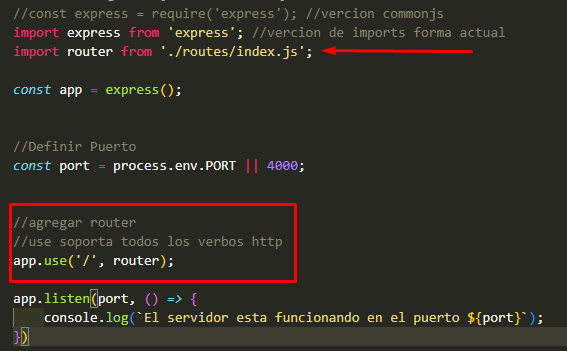 //const express = require('express'); //vercion commonjs
import express from 'express'; //vercion de imports forma actual
import router from './routes/index.js';
const app = express();
//Definir Puerto
const port = process.env.PORT || 4000;
//agregar router
//use soporta todos los verbos http
app.use('/', router);
app.listen(port, () => {
console.log(`El servidor esta funcionando en el puerto ${port}`);
})